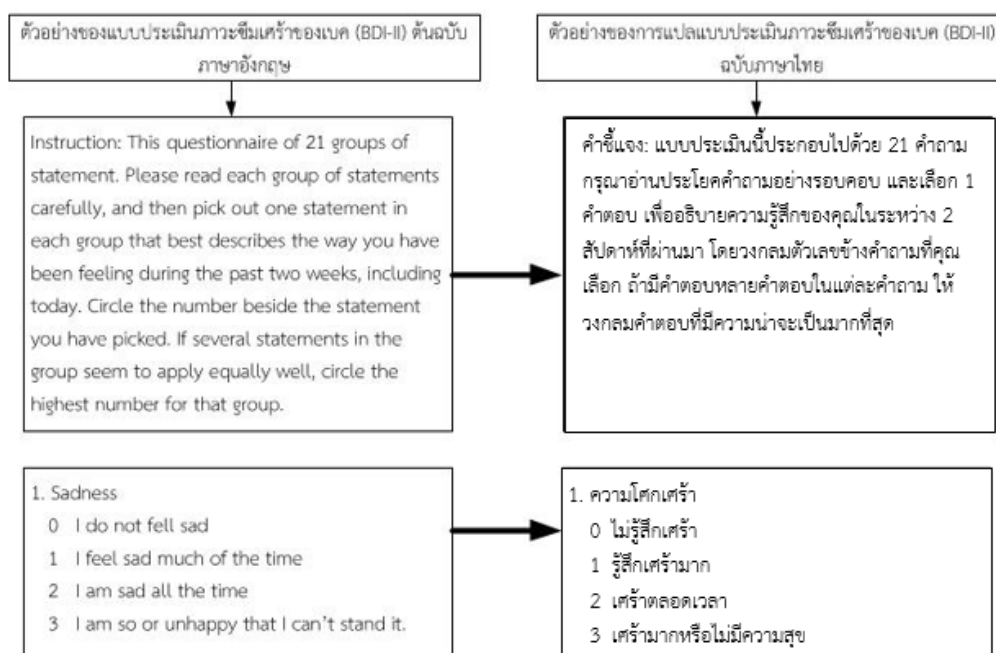 ตัวอย่างของแบบประเมินภาวะซึมเศร้าของเบค (BDI-II) ต้นฉบับ
ภาษาอังกฤษ
ตัวอย่างของการแปลแบบประเมินภาวะซึมเศร้าของเบค (BDI-II)
ฉบับภาษาไทย
Instruction: This questionnaire of 21 groups of
statement. Please read each group of statements
carefully, and then pick out one statement in
each group that best describes the way you have
been feeling during the past two weeks, including
today. Circle the number beside the statement
you have picked. If several statements in the
group seem to apply equally well, circle the
highest number for that group.
คำชี้แจง: แบบประเมินนี้ประกอบไปด้วย 21 คำถาม
กรุณาอ่านประโยคคำถามอย่างรอบคอบ และเลือก 1
คำตอบ เพื่ออธิบายความรู้สึกของคุณในระหว่าง 2
สัปดาห์ที่ผ่านมา โดยวงกลมตัวเลขข้างคำถามที่คุณ
เลือก ถ้ามีคำตอบหลายคำตอบในแต่ละคำถาม ให้
วงกลมคำตอบที่มีความน่าจะเป็นมากที่สุด
1. Sadness
0 I do not fell sad
1 I feel sad much of the time
2 I am sad all the time
3 I am so or unhappy that I can't stand it.
1. ความโศกเศร้า
0 ไม่รู้สึกเศร้า
1 รู้สึกเศร้ามาก
2 เศร้าตลอดเวลา
3 เศร้ามากหรือไม่มีความสุข